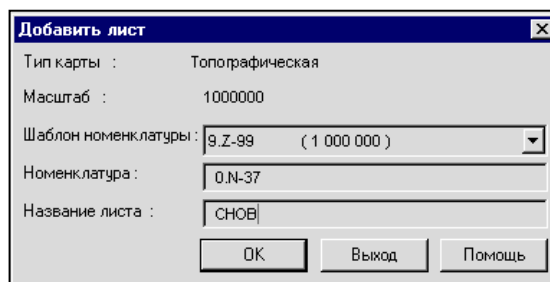 Добавить лист
Тип карты : Топографическая
Масштаб : 1000000
Шаблон номенклатуры : 9.Z-99 ( 1 000 000 )
Номенклатура : 0.N-37
Название листа : СНОВ
ОК Выход Помощь